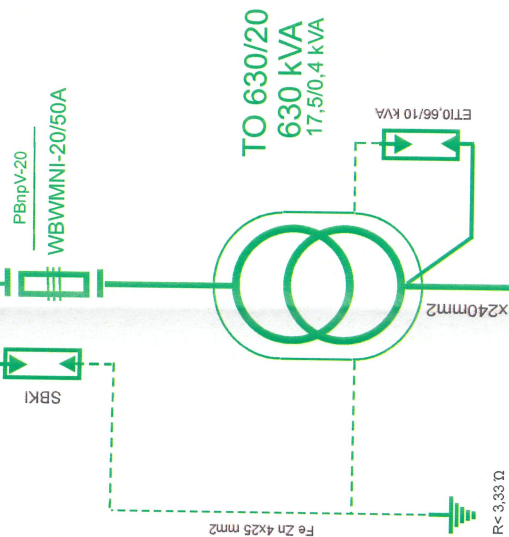 PBnpV-20
WBWMNI-20/50A
TO 630/20
630 kVA
17,5/0,4 kVA
ETI0,66/10 kVA
SBKI
x240mm2
Fe Zn 4x25 mm2
R< 3,33 Ω